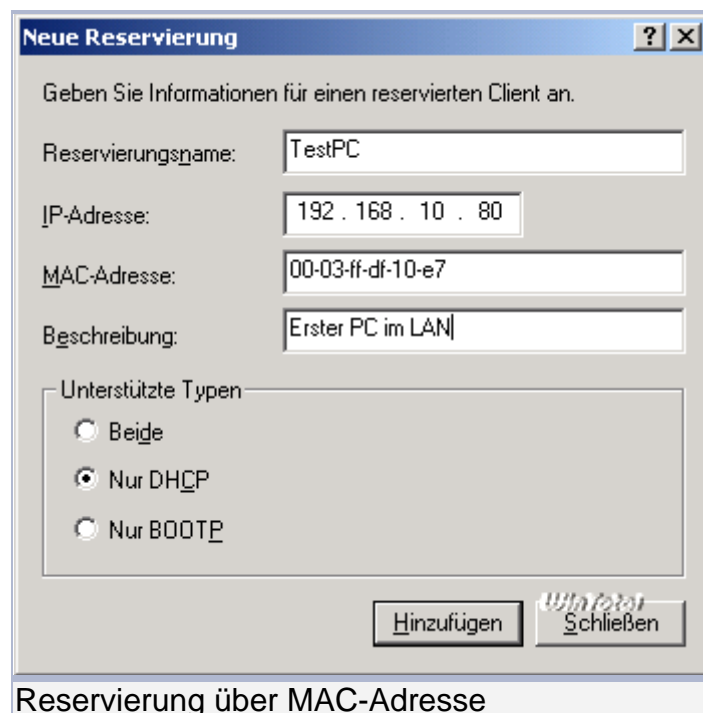 Neue Reservierung
Geben Sie Informationen für einen reservierten Client an.
Reservierungsname: TestPC
IP-Adresse: 192 . 168 . 10 . 80
MAC-Adresse: 00-03-ff-df-10-e7
Beschreibung: Erster PC im LAN
Unterstützte Typen
Beide
Nur DHCP
Nur BOOTP
Hinzufügen Schließen
Reservierung über MAC-Adresse